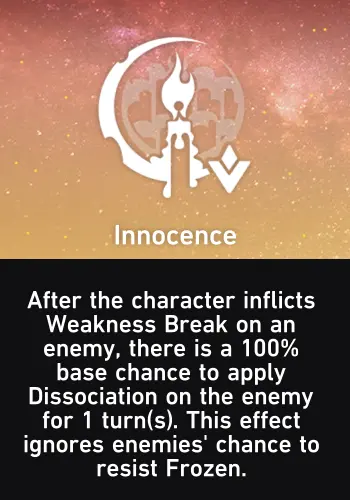 Innocence
After the character inflicts
Weakness Break on an
enemy, there is a 100%
base chance to apply
Dissociation on the enemy
for 1 turn(s). This effect
ignores enemies' chance to
resist Frozen.